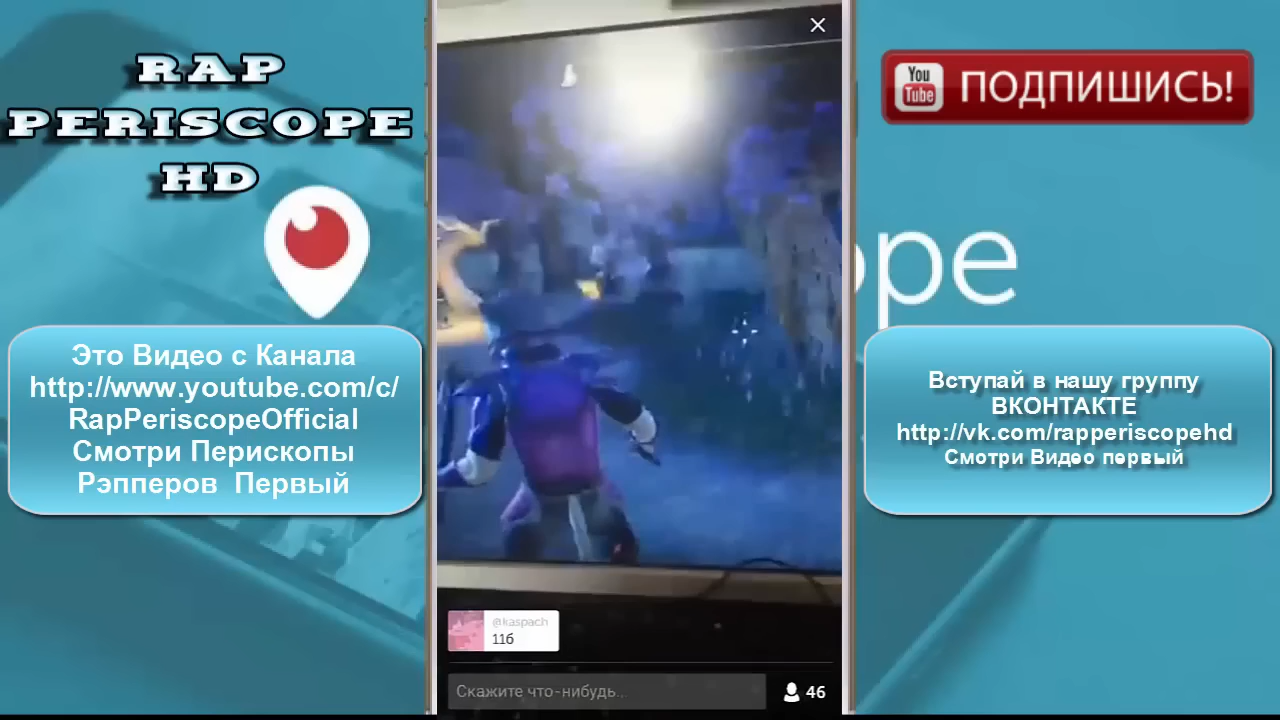 RAP
PERISCOPE
HD
Это Видео с Канала
http://www.youtube.com/c/
RapPeriscopeOfficial
Смотри Перископы
Рэпперов Первый
@kaspach
11б
Скажите что-нибудь...
46
You
Tube
ПОДПИШИСЬ!
ope
Вступай в нашу группу
ВКОНТАКТЕ
http://vk.com/rapperiscopehd
Смотри Видео первый